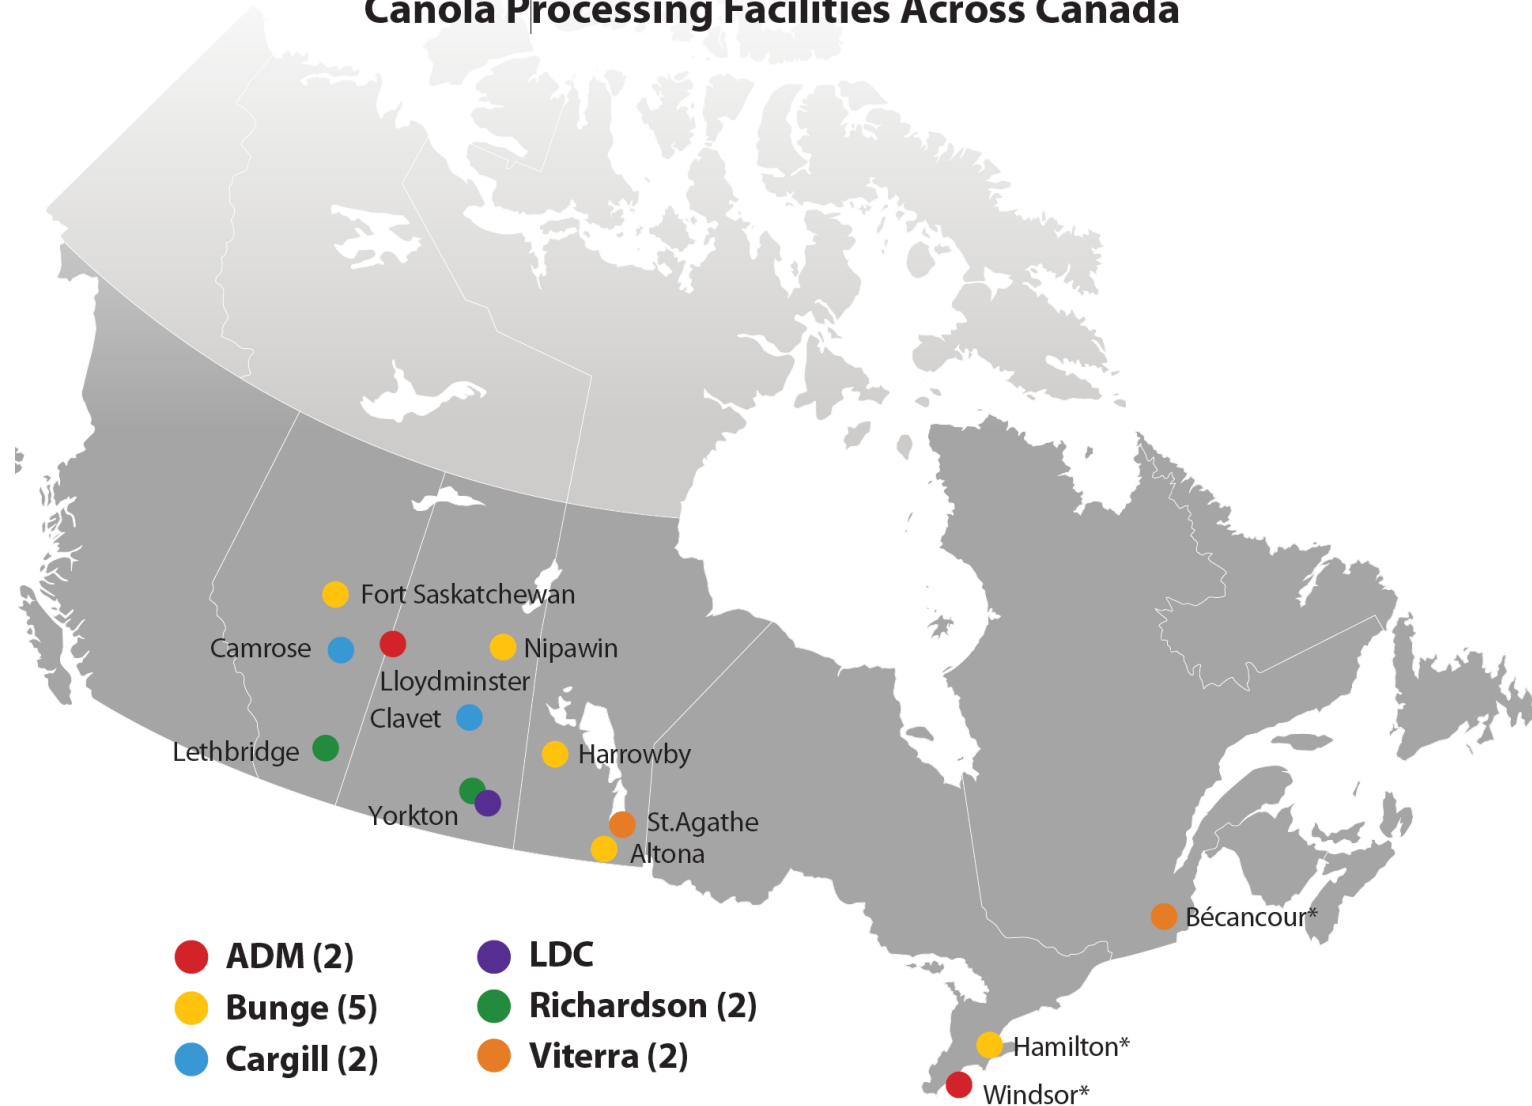 Canola Processing Facilities Across Canada
Fort Saskatchewan
Camrose
Nipawin
Lloydminster
Clavet
Lethbridge
Harrowby
Yorkton
St.Agathe
Altona
Bécancour*
ADM (2)
LDC
Bunge (5)
Richardson (2)
Cargill (2)
Viterra (2)
Hamilton*
Windsor*